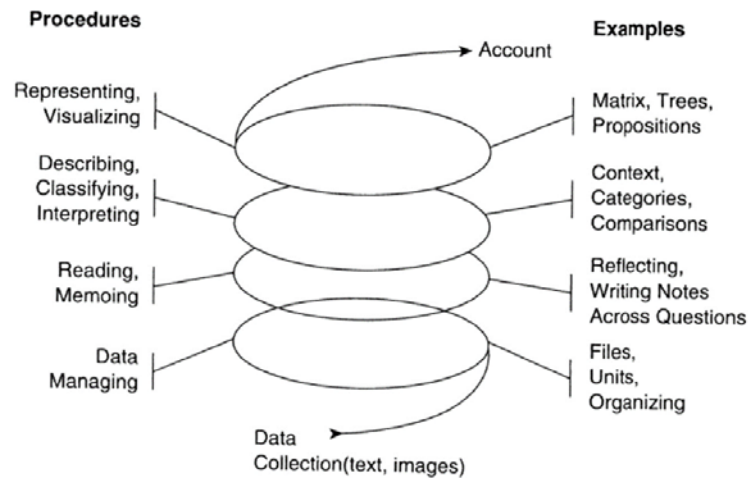 Procedures
Examples
Account
Representing,
Visualizing
Matrix, Trees,
Propositions
Describing,
Classifying,
Interpreting
Context,
Categories,
Comparisons
Reading,
Memoing
Reflecting,
Writing Notes
Across Questions
Data
Managing
Files,
Units,
Organizing
Data
Collection(text, images)